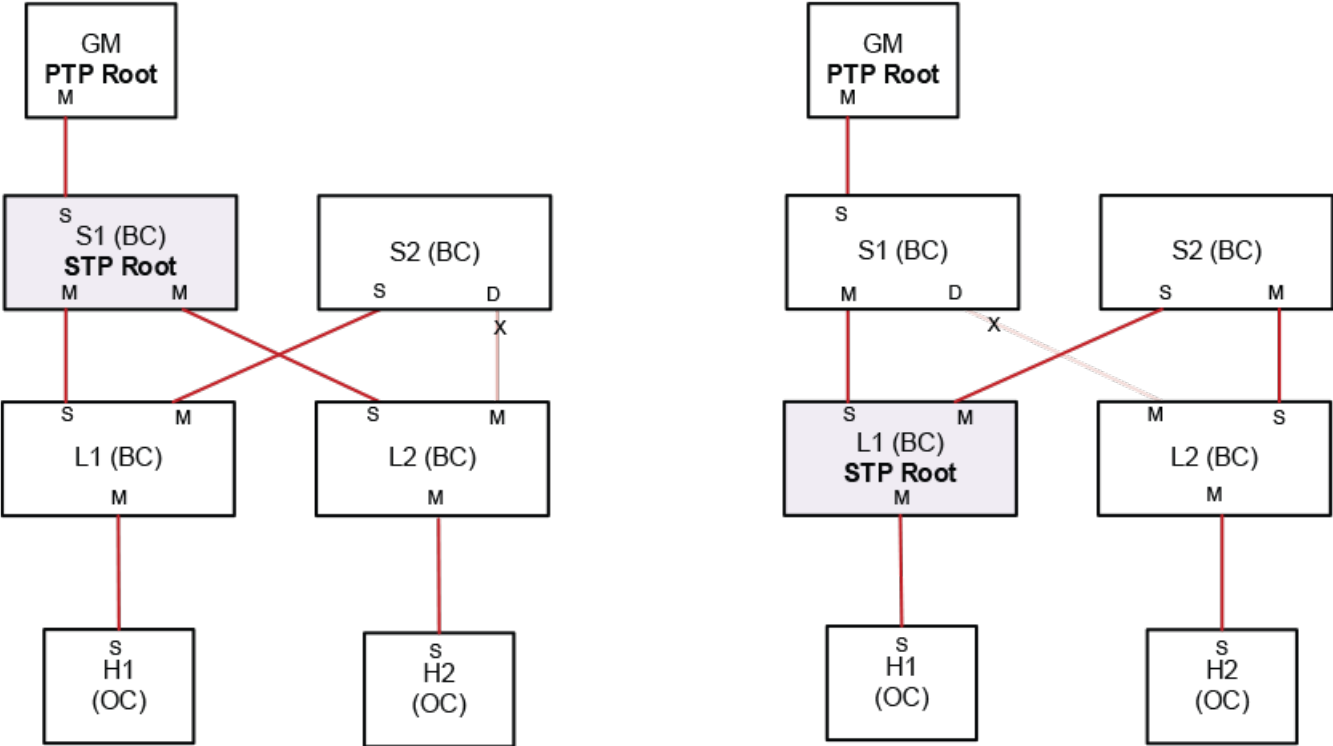 GM
PTP Root
M
S
S1 (BC)
STP Root
M M
S2 (BC)
S D
X
S M
L1 (BC)
M
S M
L2 (BC)
M
S
H1
(OC)
S
H2
(OC)
GM
PTP Root
M
S
S1 (BC)
M D
X
S2 (BC)
S M
S M
L1 (BC)
STP Root
M
M S
L2 (BC)
M
S
H1
(OC)
S
H2
(OC)